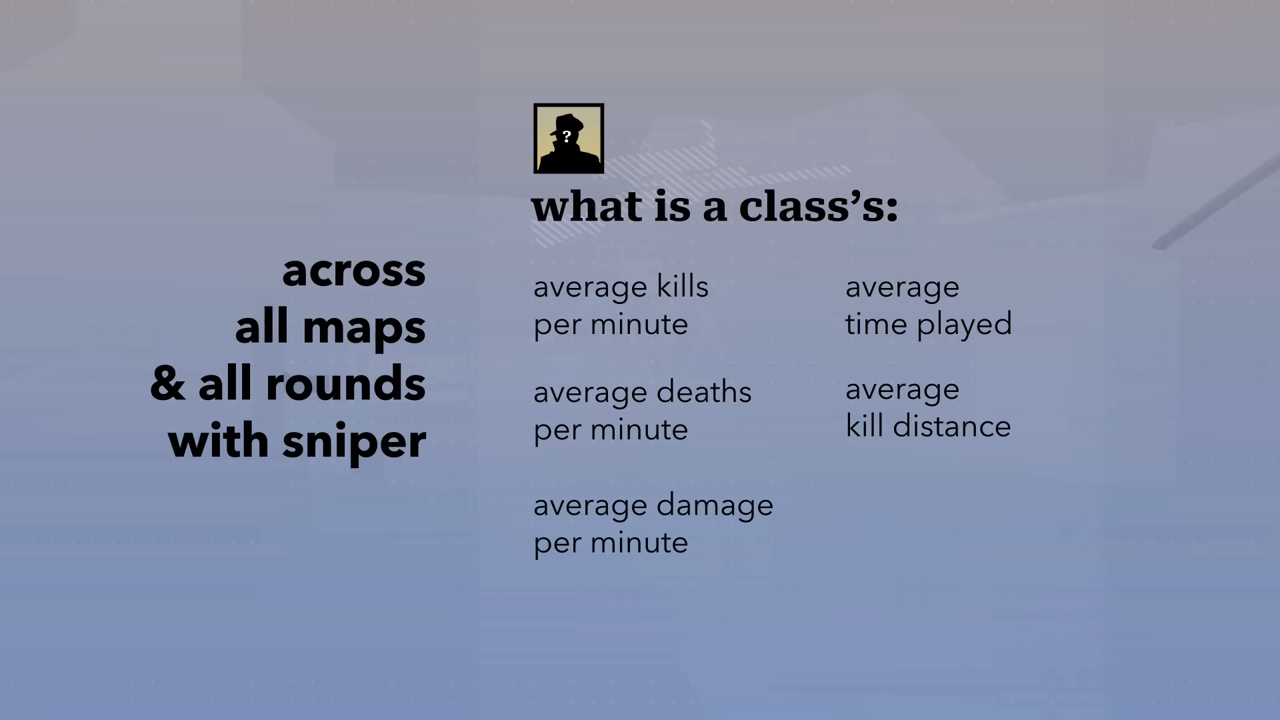 ?
what is a class’s:
across
all maps
& all rounds
with sniper
average kills
per minute
average deaths
per minute
average damage
per minute
average
time played
average
kill distance